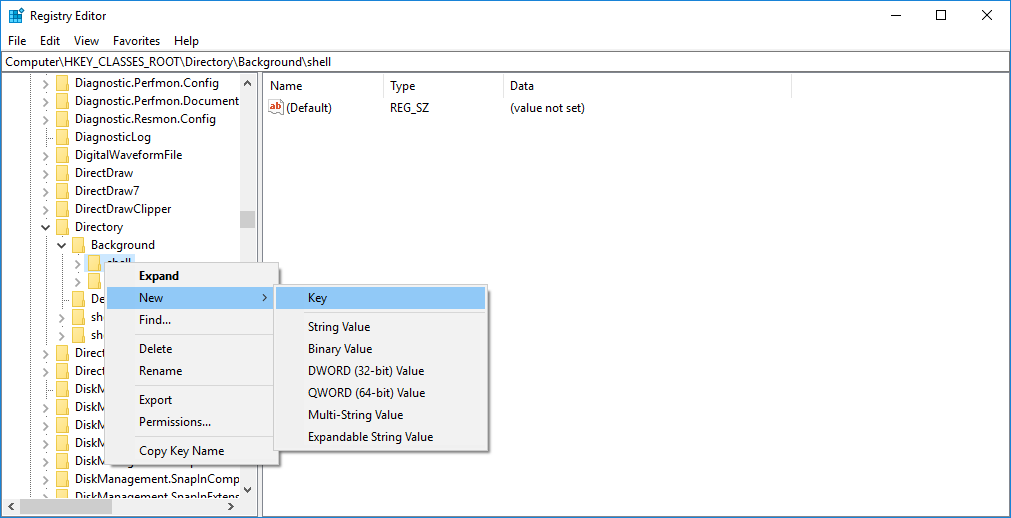 Registry Editor
File Edit View Favorites Help
Computer\HKEY_CLASSES_ROOT\Directory\Background\shell
Diagnostic.Perfmon.Config
Diagnostic.Perfmon.Document
Diagnostic.Resmon.Config
DiagnosticLog
DigitalWaveformFile
DirectDraw
DirectDraw7
DirectDrawClipper
Directory
Background
shell
De
sh
sh
Direct
Direct
DiskM
DiskM
DiskM
DiskM
DiskManagement.SnapInComp
DiskManagement.SnapInExten
Name Type Data
ab (Default) REG_SZ (value not set)
Expand
New
Find...
Delete
Rename
Export
Permissions...
Copy Key Name
Key
String Value
Binary Value
DWORD (32-bit) Value
QWORD (64-bit) Value
Multi-String Value
Expandable String Value